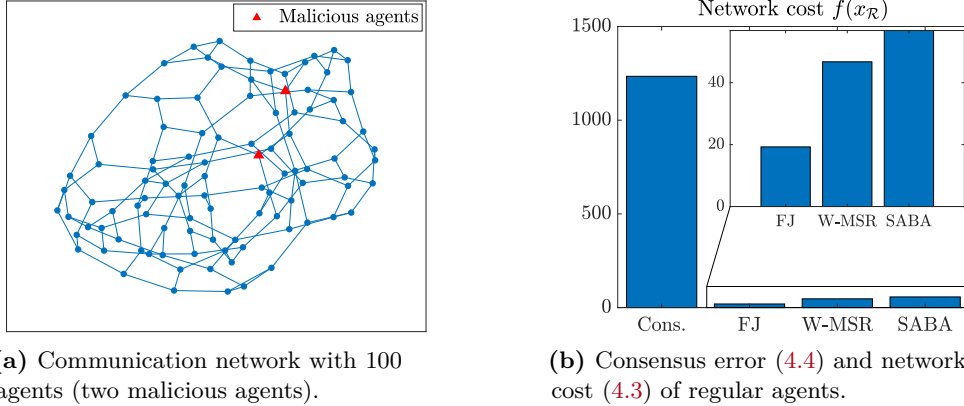 Malicious agents
(a) Communication network with 100
agents (two malicious agents).
Network cost f(x_R)
1500
1000
500
0
40
20
0
FJ W-MSR SABA
Cons. FJ W-MSR SABA
(b) Consensus error (4.4) and network
cost (4.3) of regular agents.